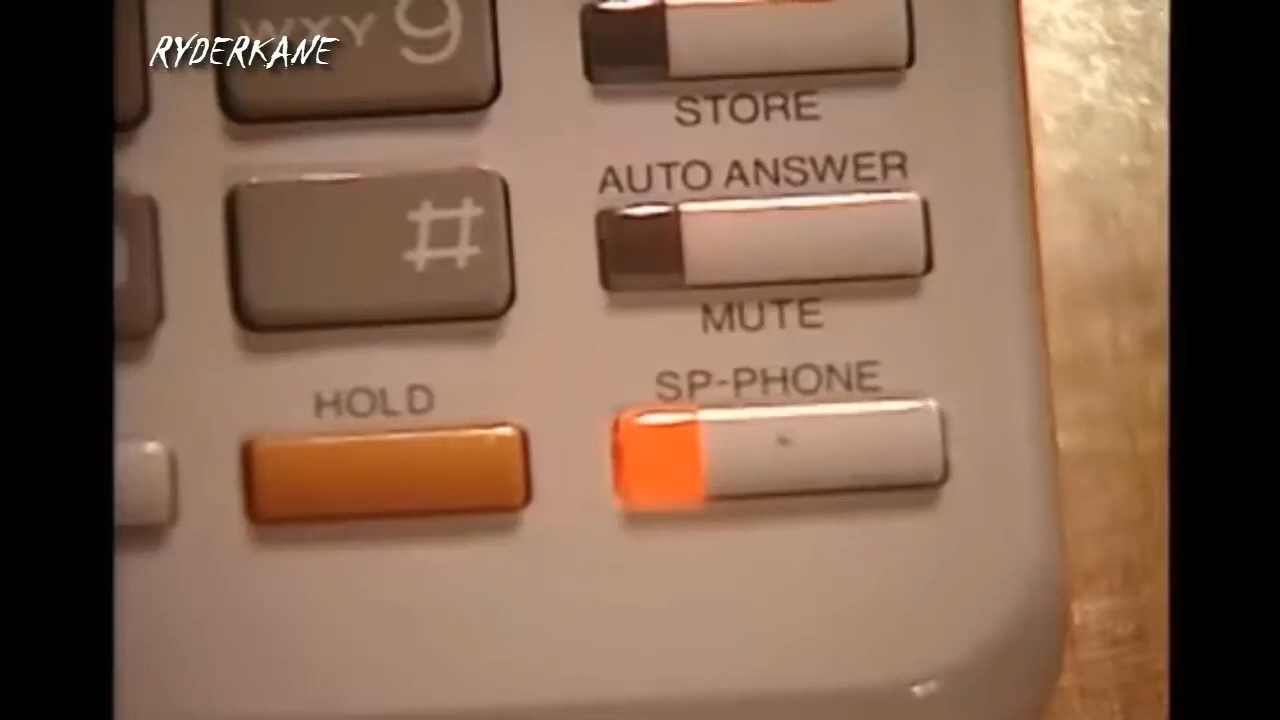 RYDERKANE
WXY 9
STORE
AUTO ANSWER
#
MUTE
SP-PHONE
HOLD